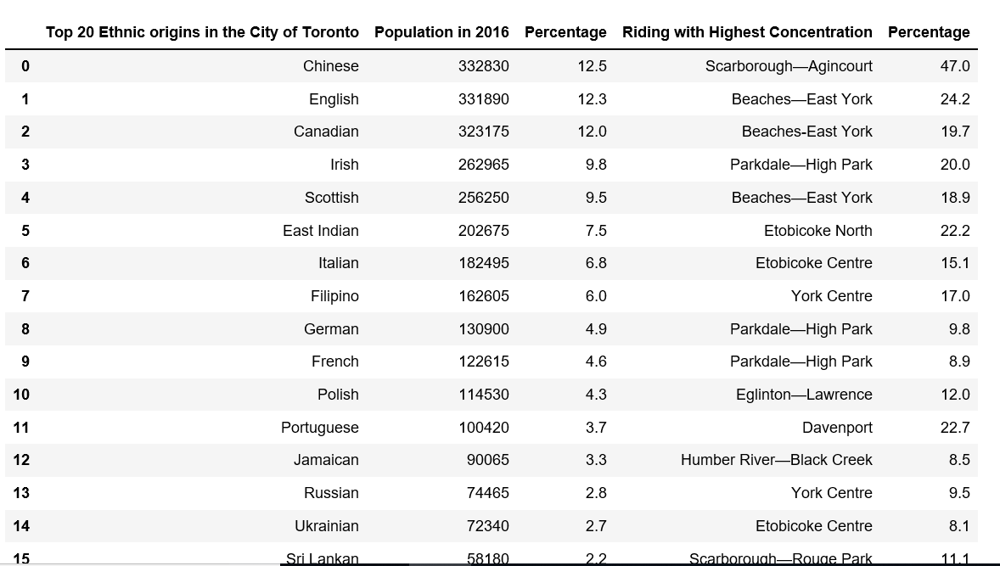 Top 20 Ethnic origins in the City of Toronto Population in 2016 Percentage Riding with Highest Concentration Percentage
0 Chinese 332830 12.5 Scarborough—Agincourt 47.0
1 English 331890 12.3 Beaches—East York 24.2
2 Canadian 323175 12.0 Beaches-East York 19.7
3 Irish 262965 9.8 Parkdale—High Park 20.0
4 Scottish 256250 9.5 Beaches—East York 18.9
5 East Indian 202675 7.5 Etobicoke North 22.2
6 Italian 182495 6.8 Etobicoke Centre 15.1
7 Filipino 162605 6.0 York Centre 17.0
8 German 130900 4.9 Parkdale—High Park 9.8
9 French 122615 4.6 Parkdale—High Park 8.9
10 Polish 114530 4.3 Eglinton—Lawrence 12.0
11 Portuguese 100420 3.7 Davenport 22.7
12 Jamaican 90065 3.3 Humber River—Black Creek 8.5
13 Russian 74465 2.8 York Centre 9.5
14 Ukrainian 72340 2.7 Etobicoke Centre 8.1
15 Sri Lankan 58180 2.2 Scarborough—Rouge Park 11.1